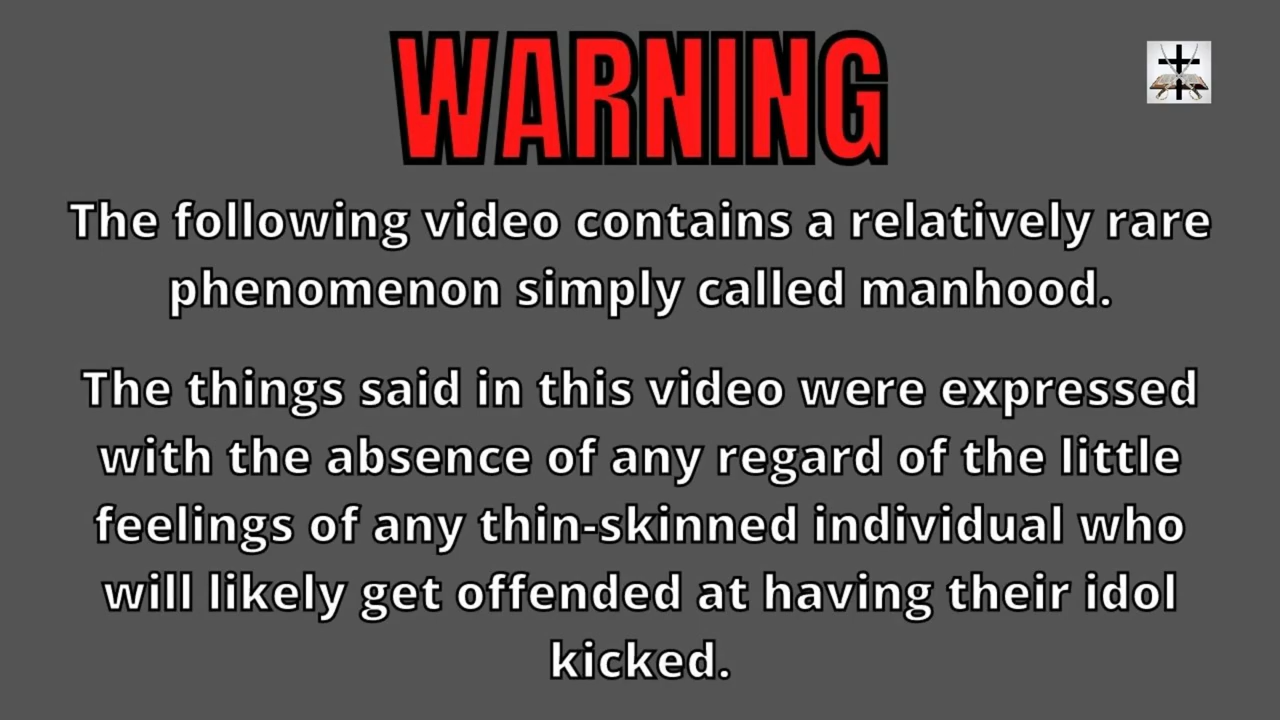 WARNING
The following video contains a relatively rare
phenomenon simply called manhood.
The things said in this video were expressed
with the absence of any regard of the little
feelings of any thin-skinned individual who
will likely get offended at having their idol
kicked.